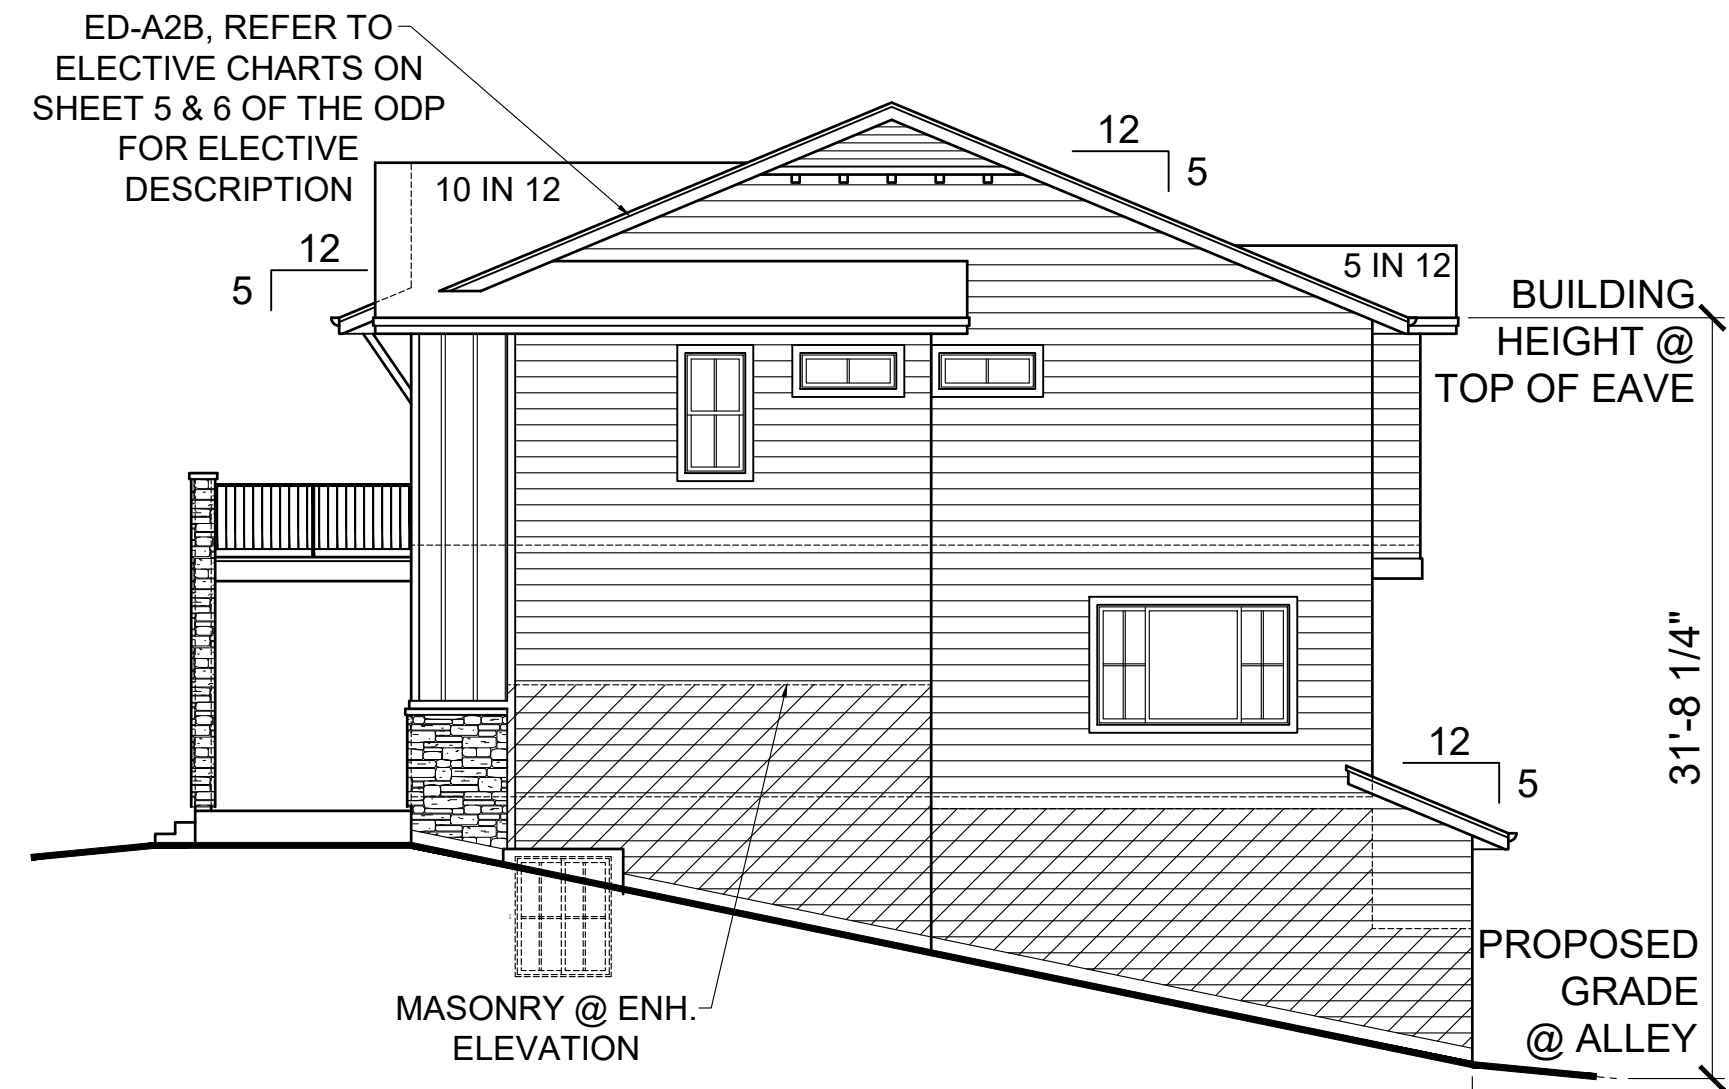 ED-A2B, REFER TO
ELECTIVE CHARTS ON
SHEET 5 & 6 OF THE ODP
FOR ELECTIVE
DESCRIPTION
12
5
10 IN 12
12
5
5 IN 12
BUILDING
HEIGHT @
TOP OF EAVE
31'-8 1/4"
12
5
PROPOSED
GRADE
@ ALLEY
MASONRY @ ENH.
ELEVATION